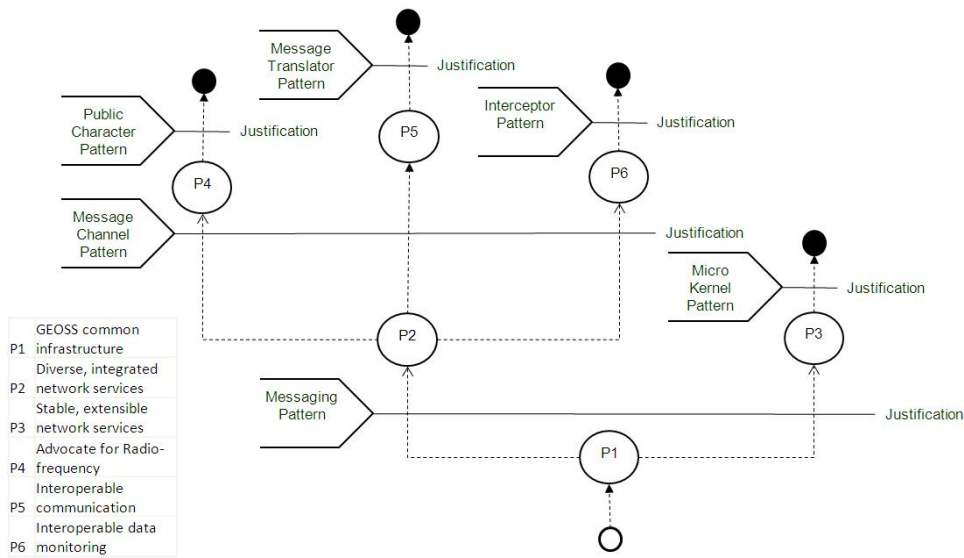 Message
Translator
Pattern
Justification
Public
Character
Pattern
Justification
P5
Interceptor
Pattern
Justification
P4
P6
Message
Channel
Pattern
Justification
Micro
Kernel
Pattern
Justification
P2
P3
GEOSS common
P1 infrastructure
Diverse, integrated
P2 network services
Stable, extensible
P3 network services
Advocate for Radio-
P4 frequency
Interoperable
P5 communication
Interoperable data
P6 monitoring
Messaging
Pattern
Justification
P1